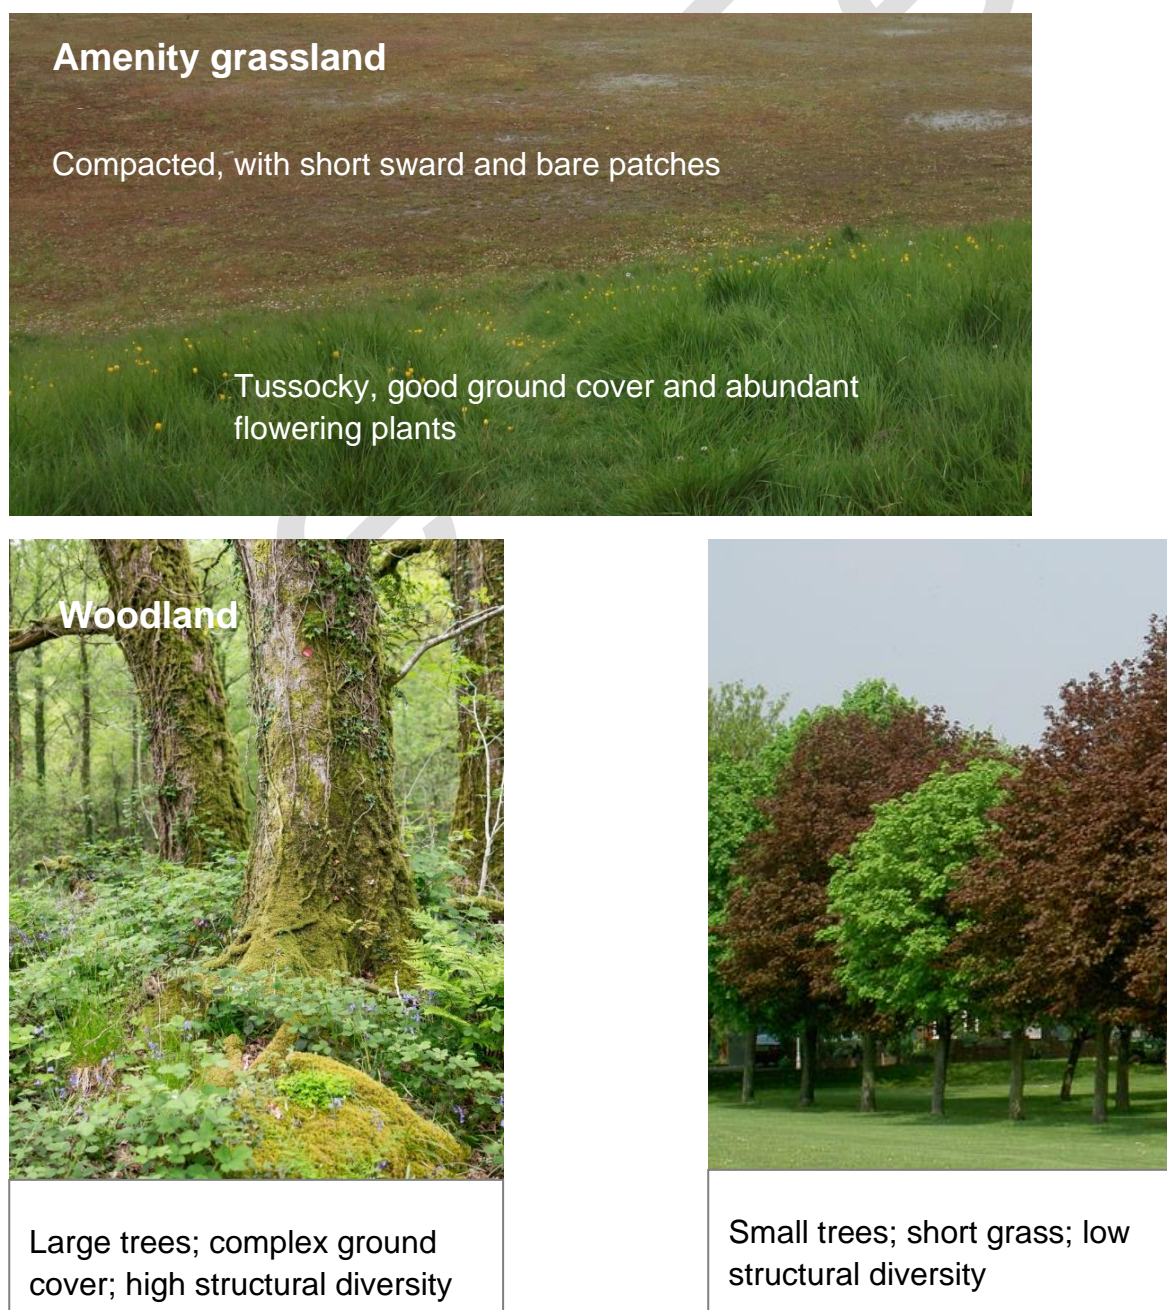 Amenity grassland
Compacted, with short sward and bare patches
Tussocky, good ground cover and abundant
flowering plants
Woodland
Large trees; complex ground
cover; high structural diversity
Small trees; short grass; low
structural diversity